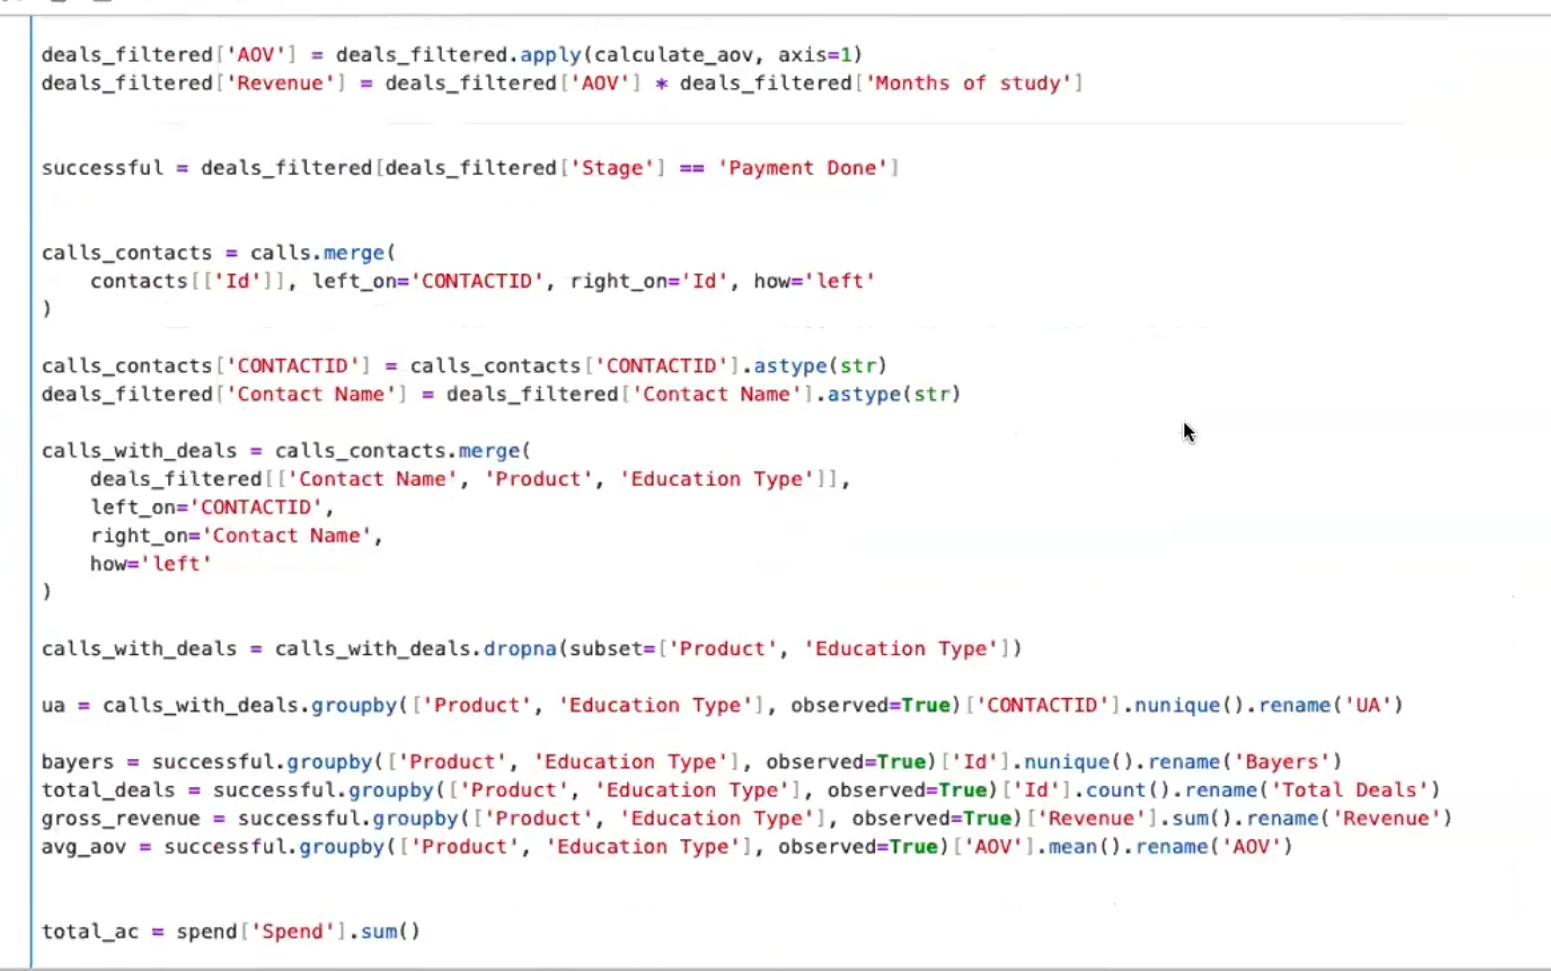 deals_filtered['AOV'] = deals_filtered.apply(calculate_aov, axis=1)
deals_filtered['Revenue'] = deals_filtered['AOV'] * deals_filtered['Months of study']
successful = deals_filtered[deals_filtered['Stage'] == 'Payment Done']
calls_contacts = calls.merge(
    contacts[['Id']], left_on='CONTACTID', right_on='Id', how='left'
)
calls_contacts['CONTACTID'] = calls_contacts['CONTACTID'].astype(str)
deals_filtered['Contact Name'] = deals_filtered['Contact Name'].astype(str)
calls_with_deals = calls_contacts.merge(
    deals_filtered[['Contact Name', 'Product', 'Education Type']],
    left_on='CONTACTID',
    right_on='Contact Name',
    how='left'
)
calls_with_deals = calls_with_deals.dropna(subset=['Product', 'Education Type'])
ua = calls_with_deals.groupby(['Product', 'Education Type'], observed=True)['CONTACTID'].nunique().rename('UA')
bayers = successful.groupby(['Product', 'Education Type'], observed=True)['Id'].nunique().rename('Bayers')
total_deals = successful.groupby(['Product', 'Education Type'], observed=True)['Id'].count().rename('Total Deals')
gross_revenue = successful.groupby(['Product', 'Education Type'], observed=True)['Revenue'].sum().rename('Revenue')
avg_aov = successful.groupby(['Product', 'Education Type'], observed=True)['AOV'].mean().rename('AOV')
total_ac = spend['Spend'].sum()